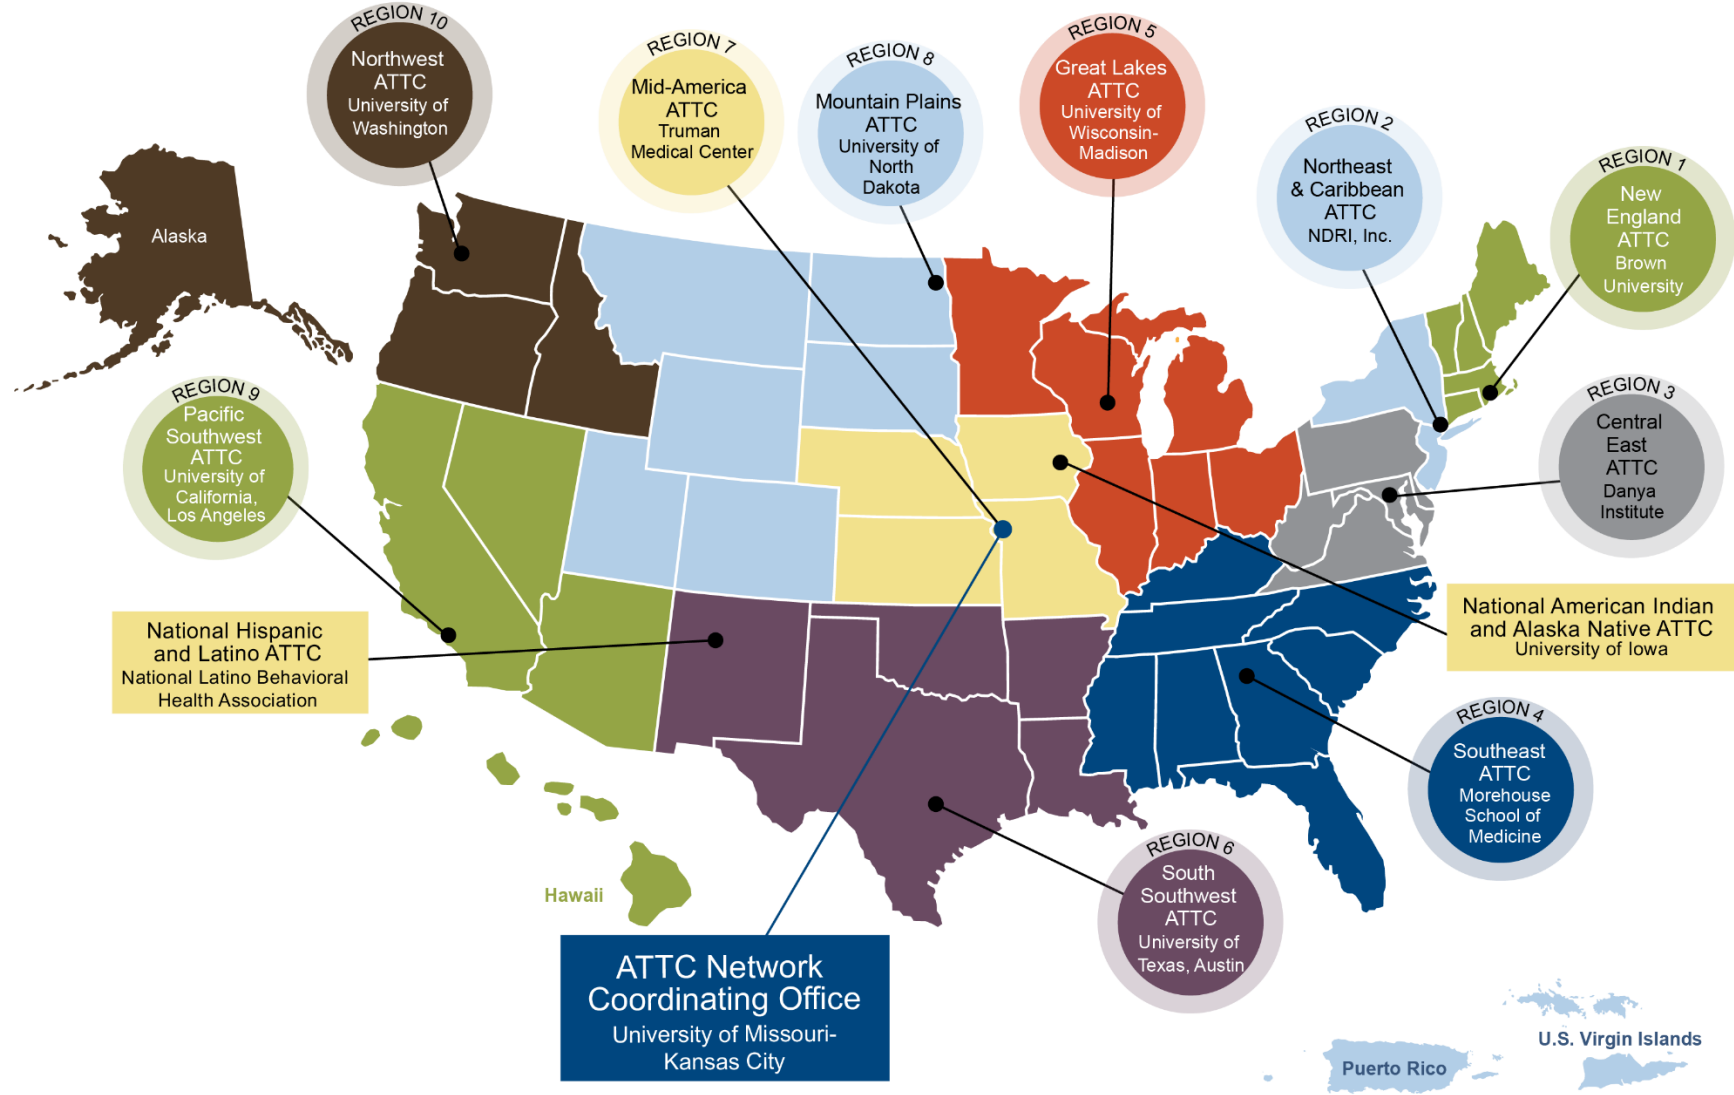 REGION 10
Northwest
ATTC
University of
Washington
REGION 7
Mid-America
ATTC
Truman
Medical Center
REGION 8
Mountain Plains
ATTC
University of
North
Dakota
REGION 5
Great Lakes
ATTC
University of
Wisconsin-
Madison
REGION 2
Northeast
& Caribbean
ATTC
NDRI, Inc.
REGION 1
New
England
ATTC
Brown
University
Alaska
REGION 9
Pacific
Southwest
ATTC
University of
California,
Los Angeles
REGION 3
Central
East
ATTC
Danya
Institute
National Hispanic
and Latino ATTC
National Latino Behavioral
Health Association
National American Indian
and Alaska Native ATTC
University of Iowa
REGION 4
Southeast
ATTC
Morehouse
School of
Medicine
REGION 6
South
Southwest
ATTC
University of
Texas, Austin
Hawaii
ATTC Network
Coordinating Office
University of Missouri-
Kansas City
U.S. Virgin Islands
Puerto Rico